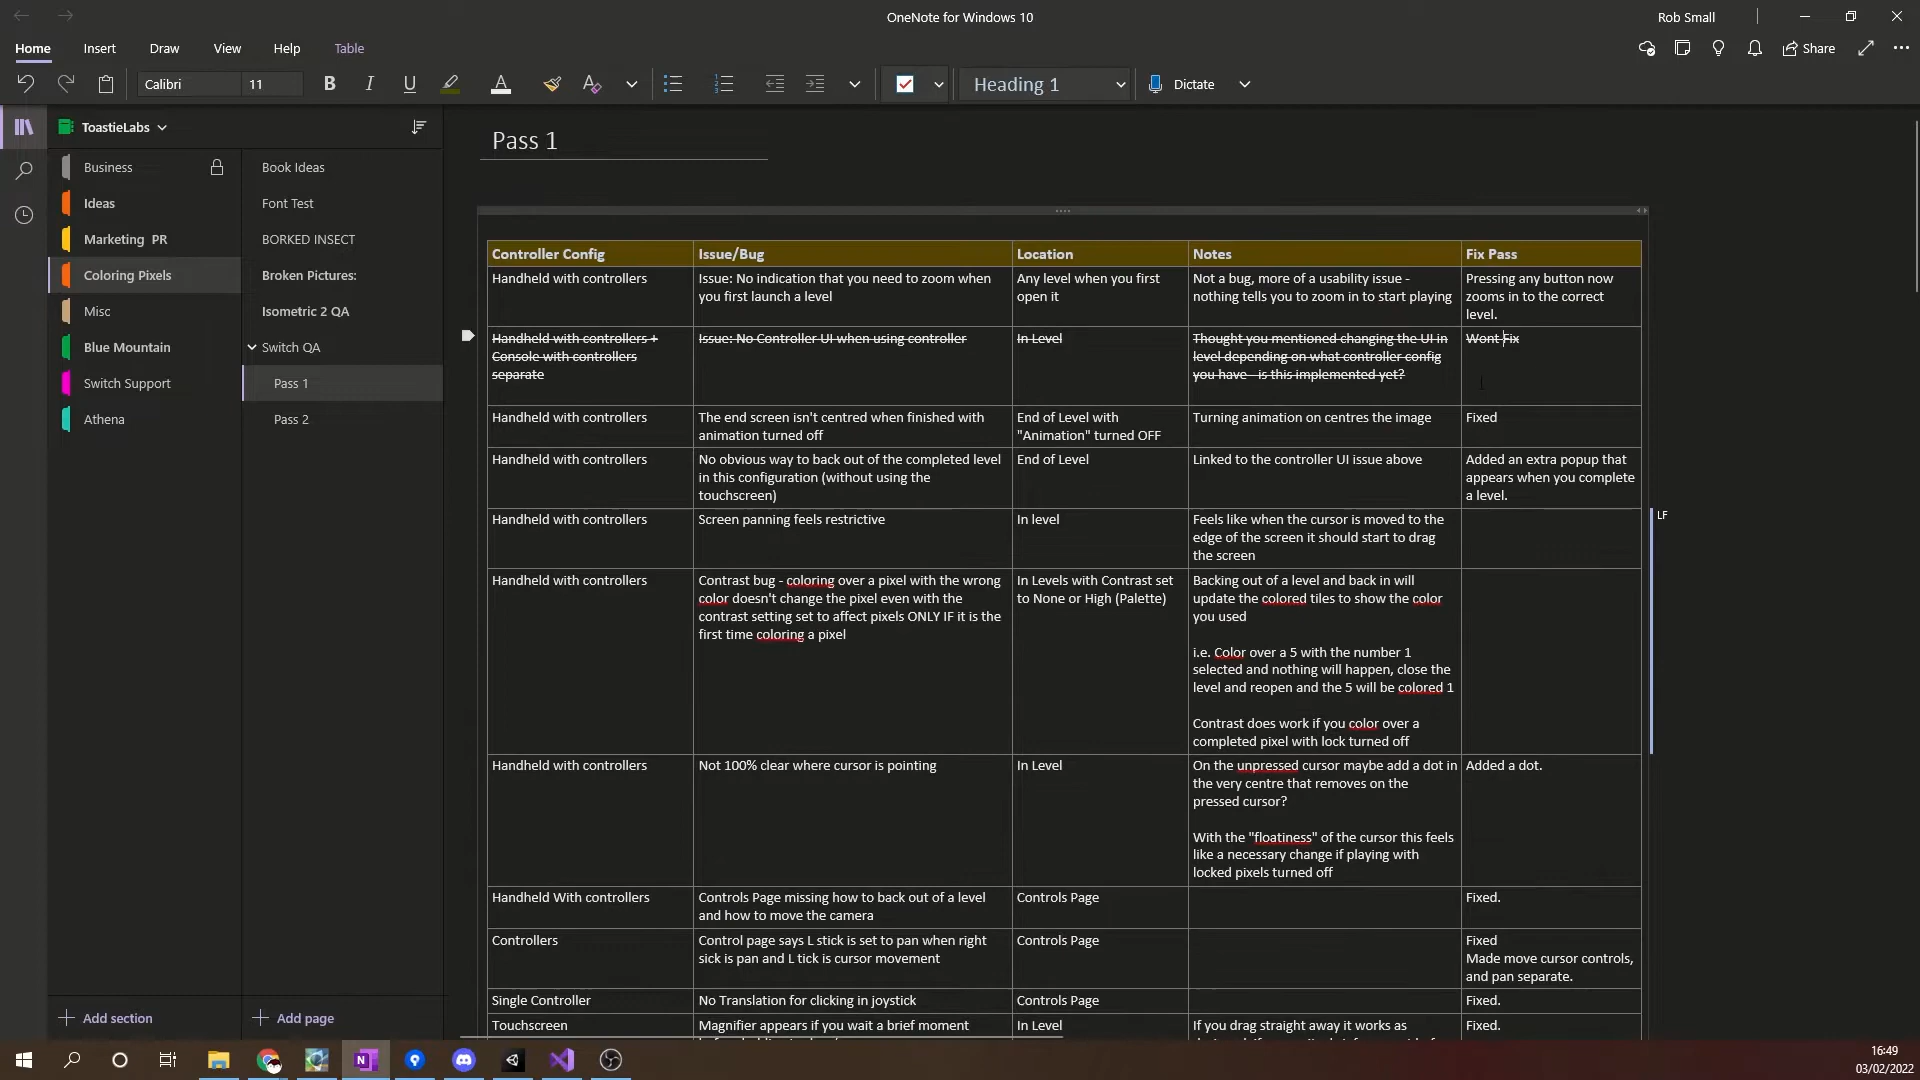 OneNote for Windows 10
Rob Small
Home
Insert
Draw
View
Help
Table
Share
Calibri
11
B
I
U
A
Heading 1
Dictate
ToastieLabs
Business
Ideas
Marketing PR
Coloring Pixels
Misc
Blue Mountain
Switch Support
Athena
Add section
Book Ideas
Font Test
BORKED INSECT
Broken Pictures:
Isometric 2 QA
Switch QA
Pass 1
Pass 2
Add page
Pass 1
Controller Config
Issue/Bug
Location
Notes
Fix Pass
Handheld with controllers
Issue: No indication that you need to zoom when
you first launch a level
Any level when you first
open it
Not a bug, more of a usability issue -
nothing tells you to zoom in to start playing
Pressing any button now
zooms in to the correct
level.
Handheld with controllers +
Console with controllers
separate
Issue: No Controller UI when using controller
In Level
Thought you mentioned changing the UI in
level depending on what controller config
you have - is this implemented yet?
Wont Fix
Handheld with controllers
The end screen isn't centred when finished with
animation turned off
End of Level with
"Animation" turned OFF
Turning animation on centres the image
Fixed
Handheld with controllers
No obvious way to back out of the completed level
in this configuration (without using the
touchscreen)
End of Level
Linked to the controller UI issue above
Added an extra popup that
appears when you complete
a level.
Handheld with controllers
Screen panning feels restrictive
In level
Feels like when the cursor is moved to the
edge of the screen it should start to drag
the screen
LF
Handheld with controllers
Contrast bug - coloring over a pixel with the wrong
color doesn't change the pixel even with the
contrast setting set to affect pixels ONLY IF it is the
first time coloring a pixel
In Levels with Contrast set
to None or High (Palette)
Backing out of a level and back in will
update the colored tiles to show the color
you used
i.e. Color over a 5 with the number 1
selected and nothing will happen, close the
level and reopen and the 5 will be colored 1
Contrast does work if you color over a
completed pixel with lock turned off
Handheld with controllers
Not 100% clear where cursor is pointing
In Level
On the unpressed cursor maybe add a dot in
the very centre that removes on the
pressed cursor?
With the "floatiness" of the cursor this feels
like a necessary change if playing with
locked pixels turned off
Added a dot.
Handheld With controllers
Controls Page missing how to back out of a level
and how to move the camera
Controls Page
Fixed.
Controllers
Control page says L stick is set to pan when right
sick is pan and L tick is cursor movement
Controls Page
Fixed
Made move cursor controls,
and pan separate.
Single Controller
No Translation for clicking in joystick
Controls Page
Fixed.
Touchscreen
Magnifier appears if you wait a brief moment
In Level
If you drag straight away it works as
Fixed.
16:49
03/02/2022